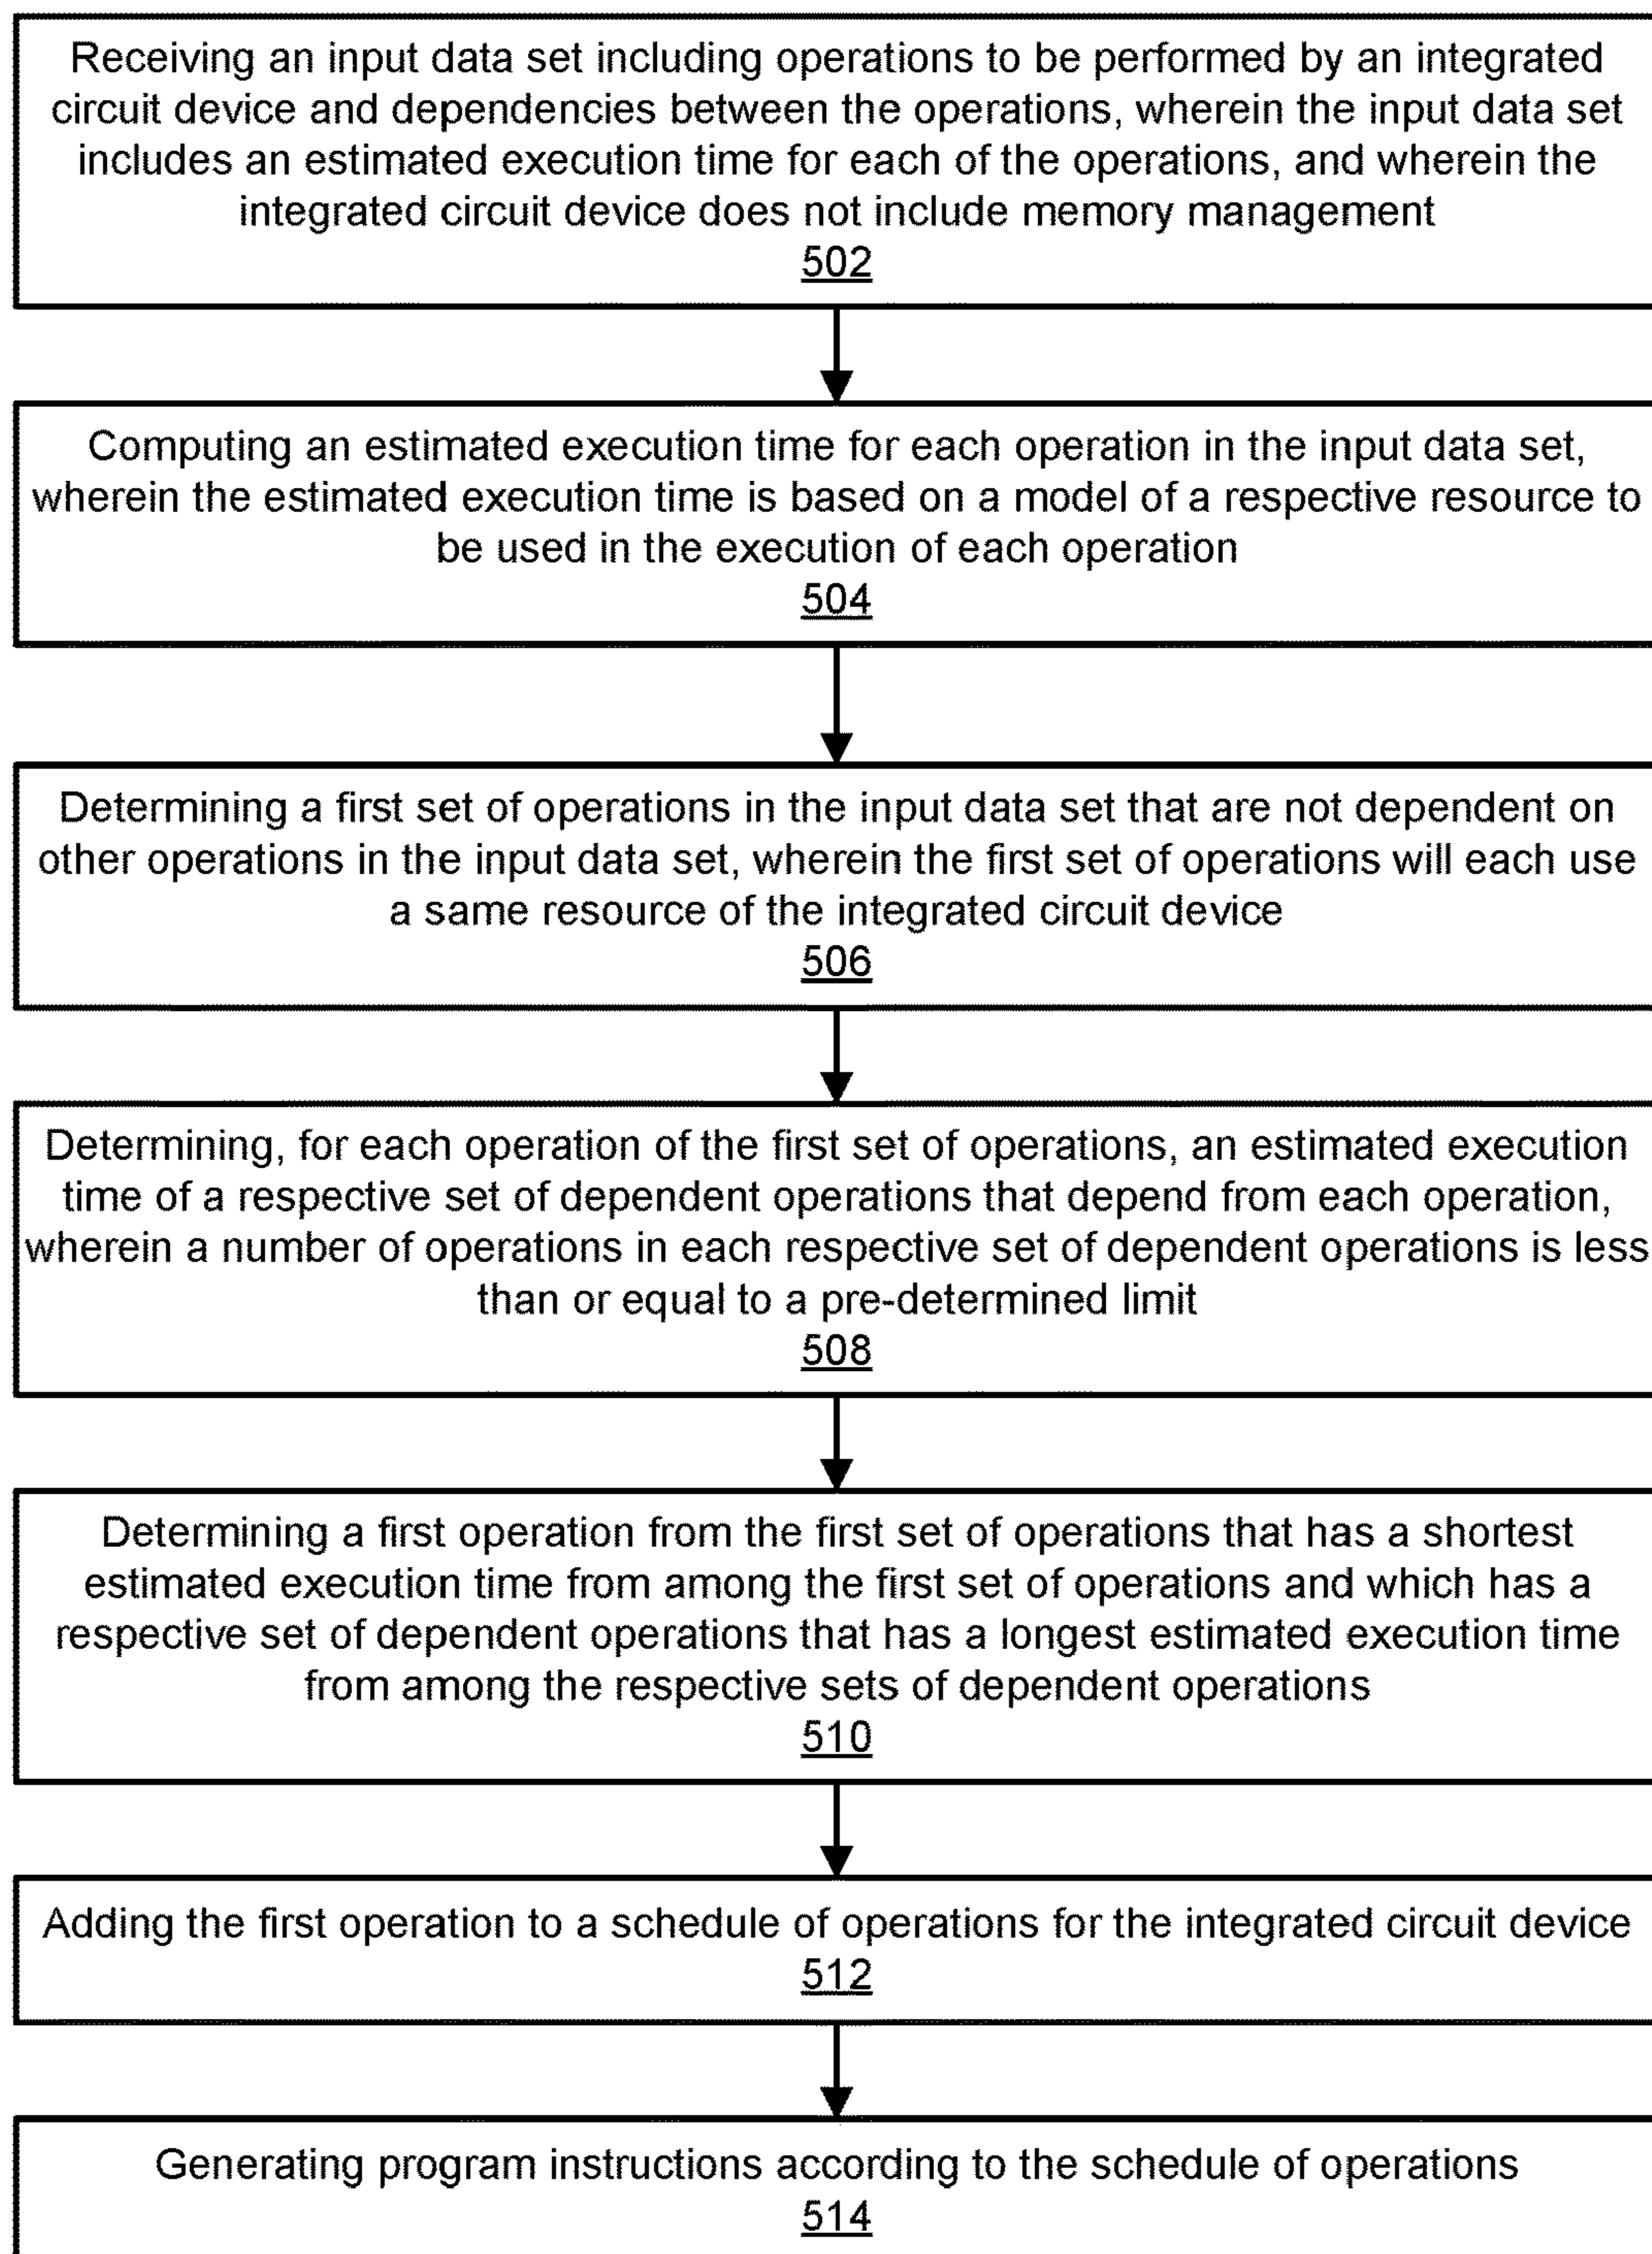 Receiving an input data set including operations to be performed by an integrated
circuit device and dependencies between the operations, wherein the input data set
includes an estimated execution time for each of the operations, and wherein the
integrated circuit device does not include memory management
502
Computing an estimated execution time for each operation in the input data set,
wherein the estimated execution time is based on a model of a respective resource to
be used in the execution of each operation
504
Determining a first set of operations in the input data set that are not dependent on
other operations in the input data set, wherein the first set of operations will each use
a same resource of the integrated circuit device
506
Determining, for each operation of the first set of operations, an estimated execution
time of a respective set of dependent operations that depend from each operation,
wherein a number of operations in each respective set of dependent operations is less
than or equal to a pre-determined limit
508
Determining a first operation from the first set of operations that has a shortest
estimated execution time from among the first set of operations and which has a
respective set of dependent operations that has a longest estimated execution time
from among the respective sets of dependent operations
510
Adding the first operation to a schedule of operations for the integrated circuit device
512
Generating program instructions according to the schedule of operations
514